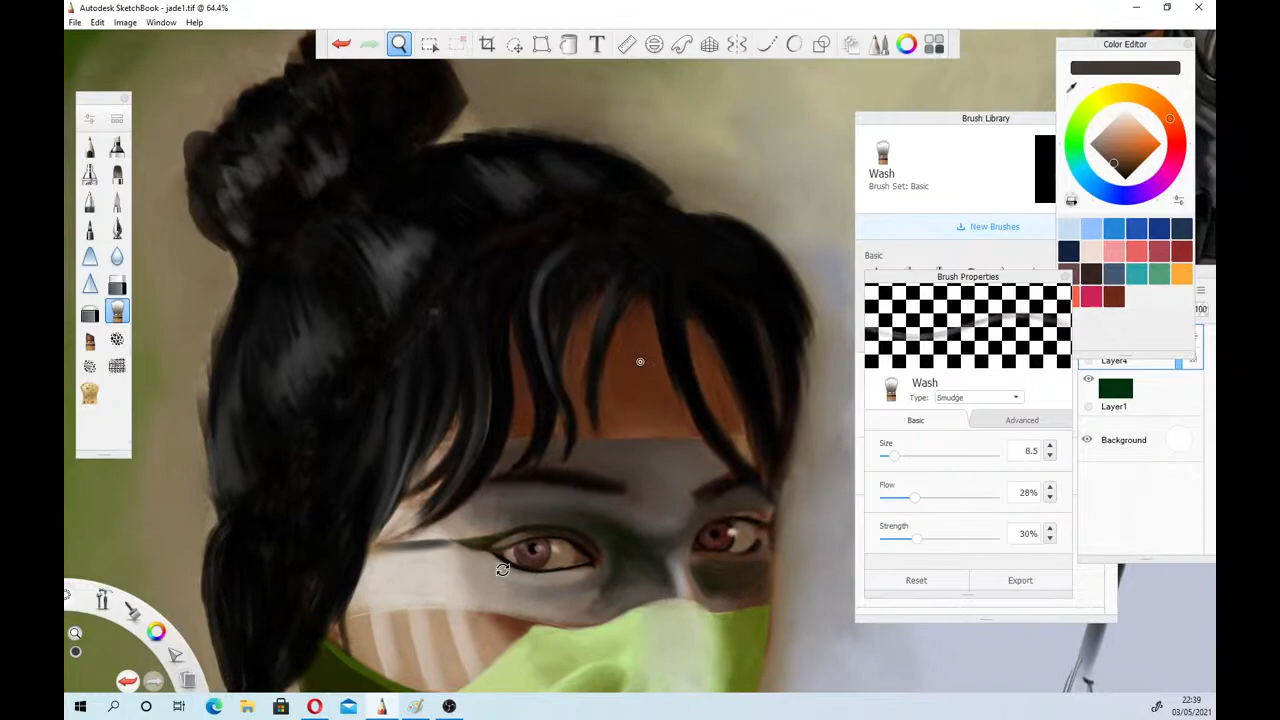 Autodesk SketchBook - jade1.tif @ 64.4%
File Edit Image Window Help
Color Editor
Brush Library
Wash
Brush Set: Basic
New Brushes
Basic
Brush Properties
100
Layer4
Wash
Type: Smudge
Layer1
Basic Advanced
Background
Size
8.5
Flow
28%
Strength
30%
Reset Export
22:39
03/05/2021